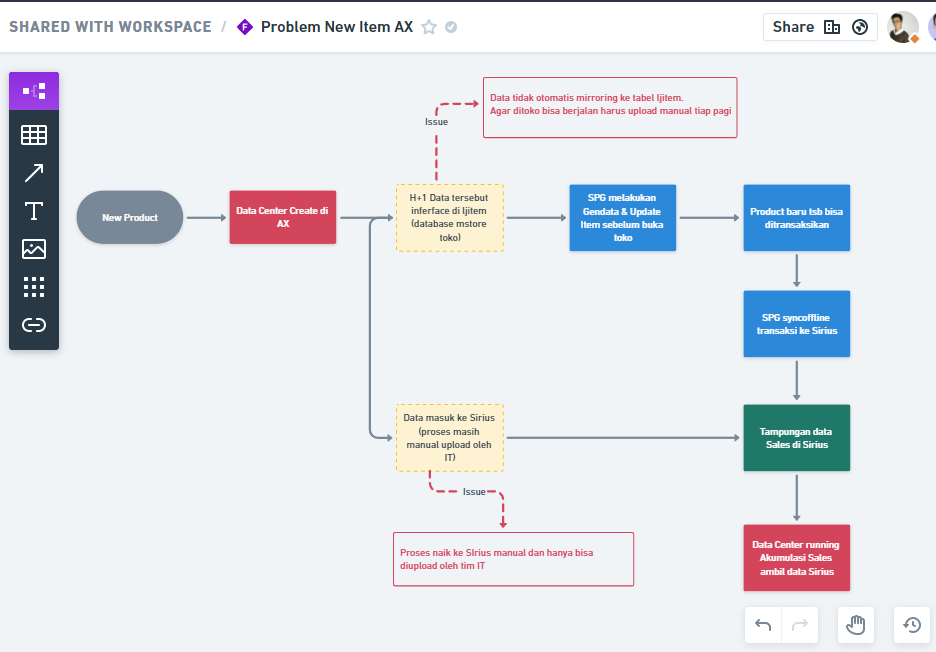 SHARED WITH WORKSPACE / Problem New Item AX
Share
Data tidak otomatis mirroring ke tabel Ijitem.
Agar ditoko bisa berjalan harus upload manual tiap pagi
Issue
New Product
Data Center Create di
AX
H+1 Data tersebut
inferface di Ijitem
(database mstore
toko)
SPG melakukan
Gendata & Update
Item sebelum buka
toko
Product baru tsb bisa
ditransaksikan
SPG syncoffline
transaksi ke Sirius
Data masuk ke Sirius
(proses masih
manual upload oleh
IT)
Tampungan data
Sales di Sirius
Issue
Proses naik ke SIrius manual dan hanya bisa
diupload oleh tim IT
Data Center running
Akumulasi Sales
ambil data Sirius